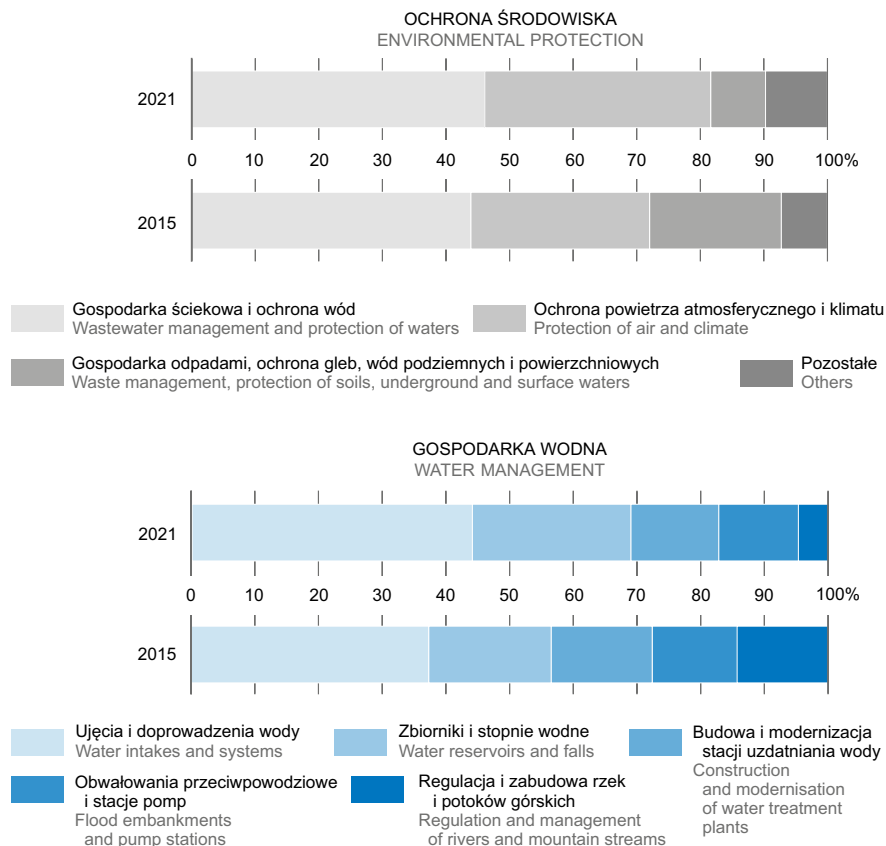 OCHRONA ŚRODOWISKA
ENVIRONMENTAL PROTECTION
2021
0 10 20 30 40 50 60 70 80 90 100%
2015
Gospodarka ściekowa i ochrona wód
Wastewater management and protection of waters
Ochrona powietrza atmosferycznego i klimatu
Protection of air and climate
Gospodarka odpadami, ochrona gleb, wód podziemnych i powierzchniowych
Waste management, protection of soils, underground and surface waters
Pozostałe
Others
GOSPODARKA WODNA
WATER MANAGEMENT
2021
0 10 20 30 40 50 60 70 80 90 100%
2015
Ujęcia i doprowadzenia wody
Water intakes and systems
Zbiorniki i stopnie wodne
Water reservoirs and falls
Budowa i modernizacja
stacji uzdatniania wody
Construction
and modernisation
of water treatment
plants
Obwałowania przeciwpowodziowe
i stacje pomp
Flood embankments
and pump stations
Regulacja i zabudowa rzek
i potoków górskich
Regulation and management
of rivers and mountain streams